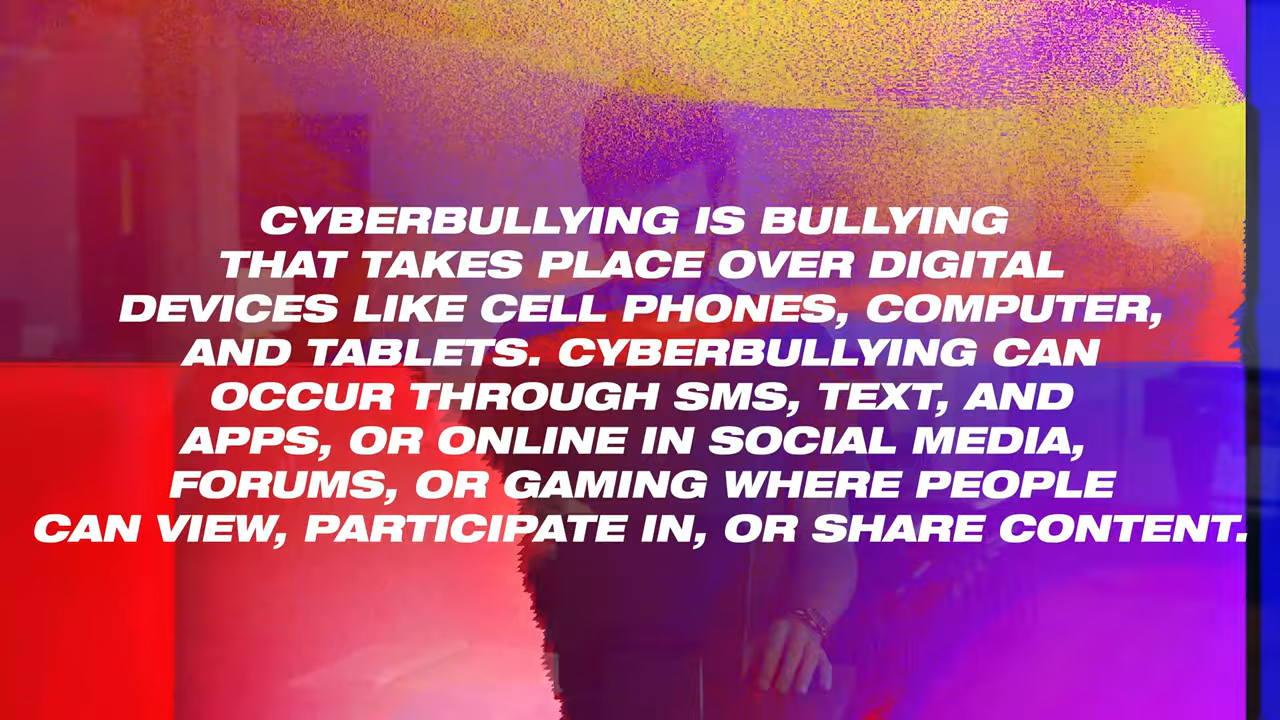 CYBERBULLYING IS BULLYING
THAT TAKES PLACE OVER DIGITAL
DEVICES LIKE CELL PHONES, COMPUTER,
AND TABLETS. CYBERBULLYING CAN
OCCUR THROUGH SMS, TEXT, AND
APPS, OR ONLINE IN SOCIAL MEDIA,
FORUMS, OR GAMING WHERE PEOPLE
CAN VIEW, PARTICIPATE IN, OR SHARE CONTENT.